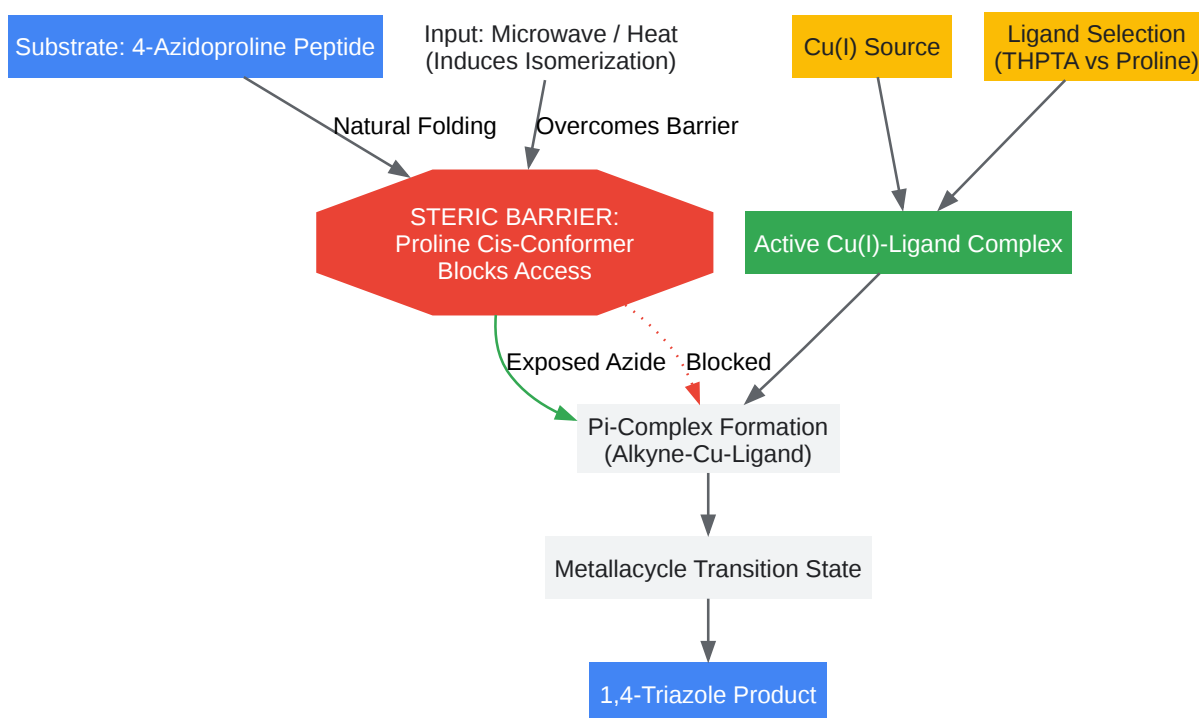 Substrate: 4-Azidoproline Peptide
Input: Microwave / Heat
(Induces Isomerization)
Cu(I) Source
Ligand Selection
(THPTA vs Proline)
Natural Folding
Overcomes Barrier
STERIC BARRIER:
Proline Cis-Conformer
Blocks Access
Active Cu(I)-Ligand Complex
Exposed Azide
Blocked
Pi-Complex Formation
(Alkyne-Cu-Ligand)
Metallacycle Transition State
1,4-Triazole Product